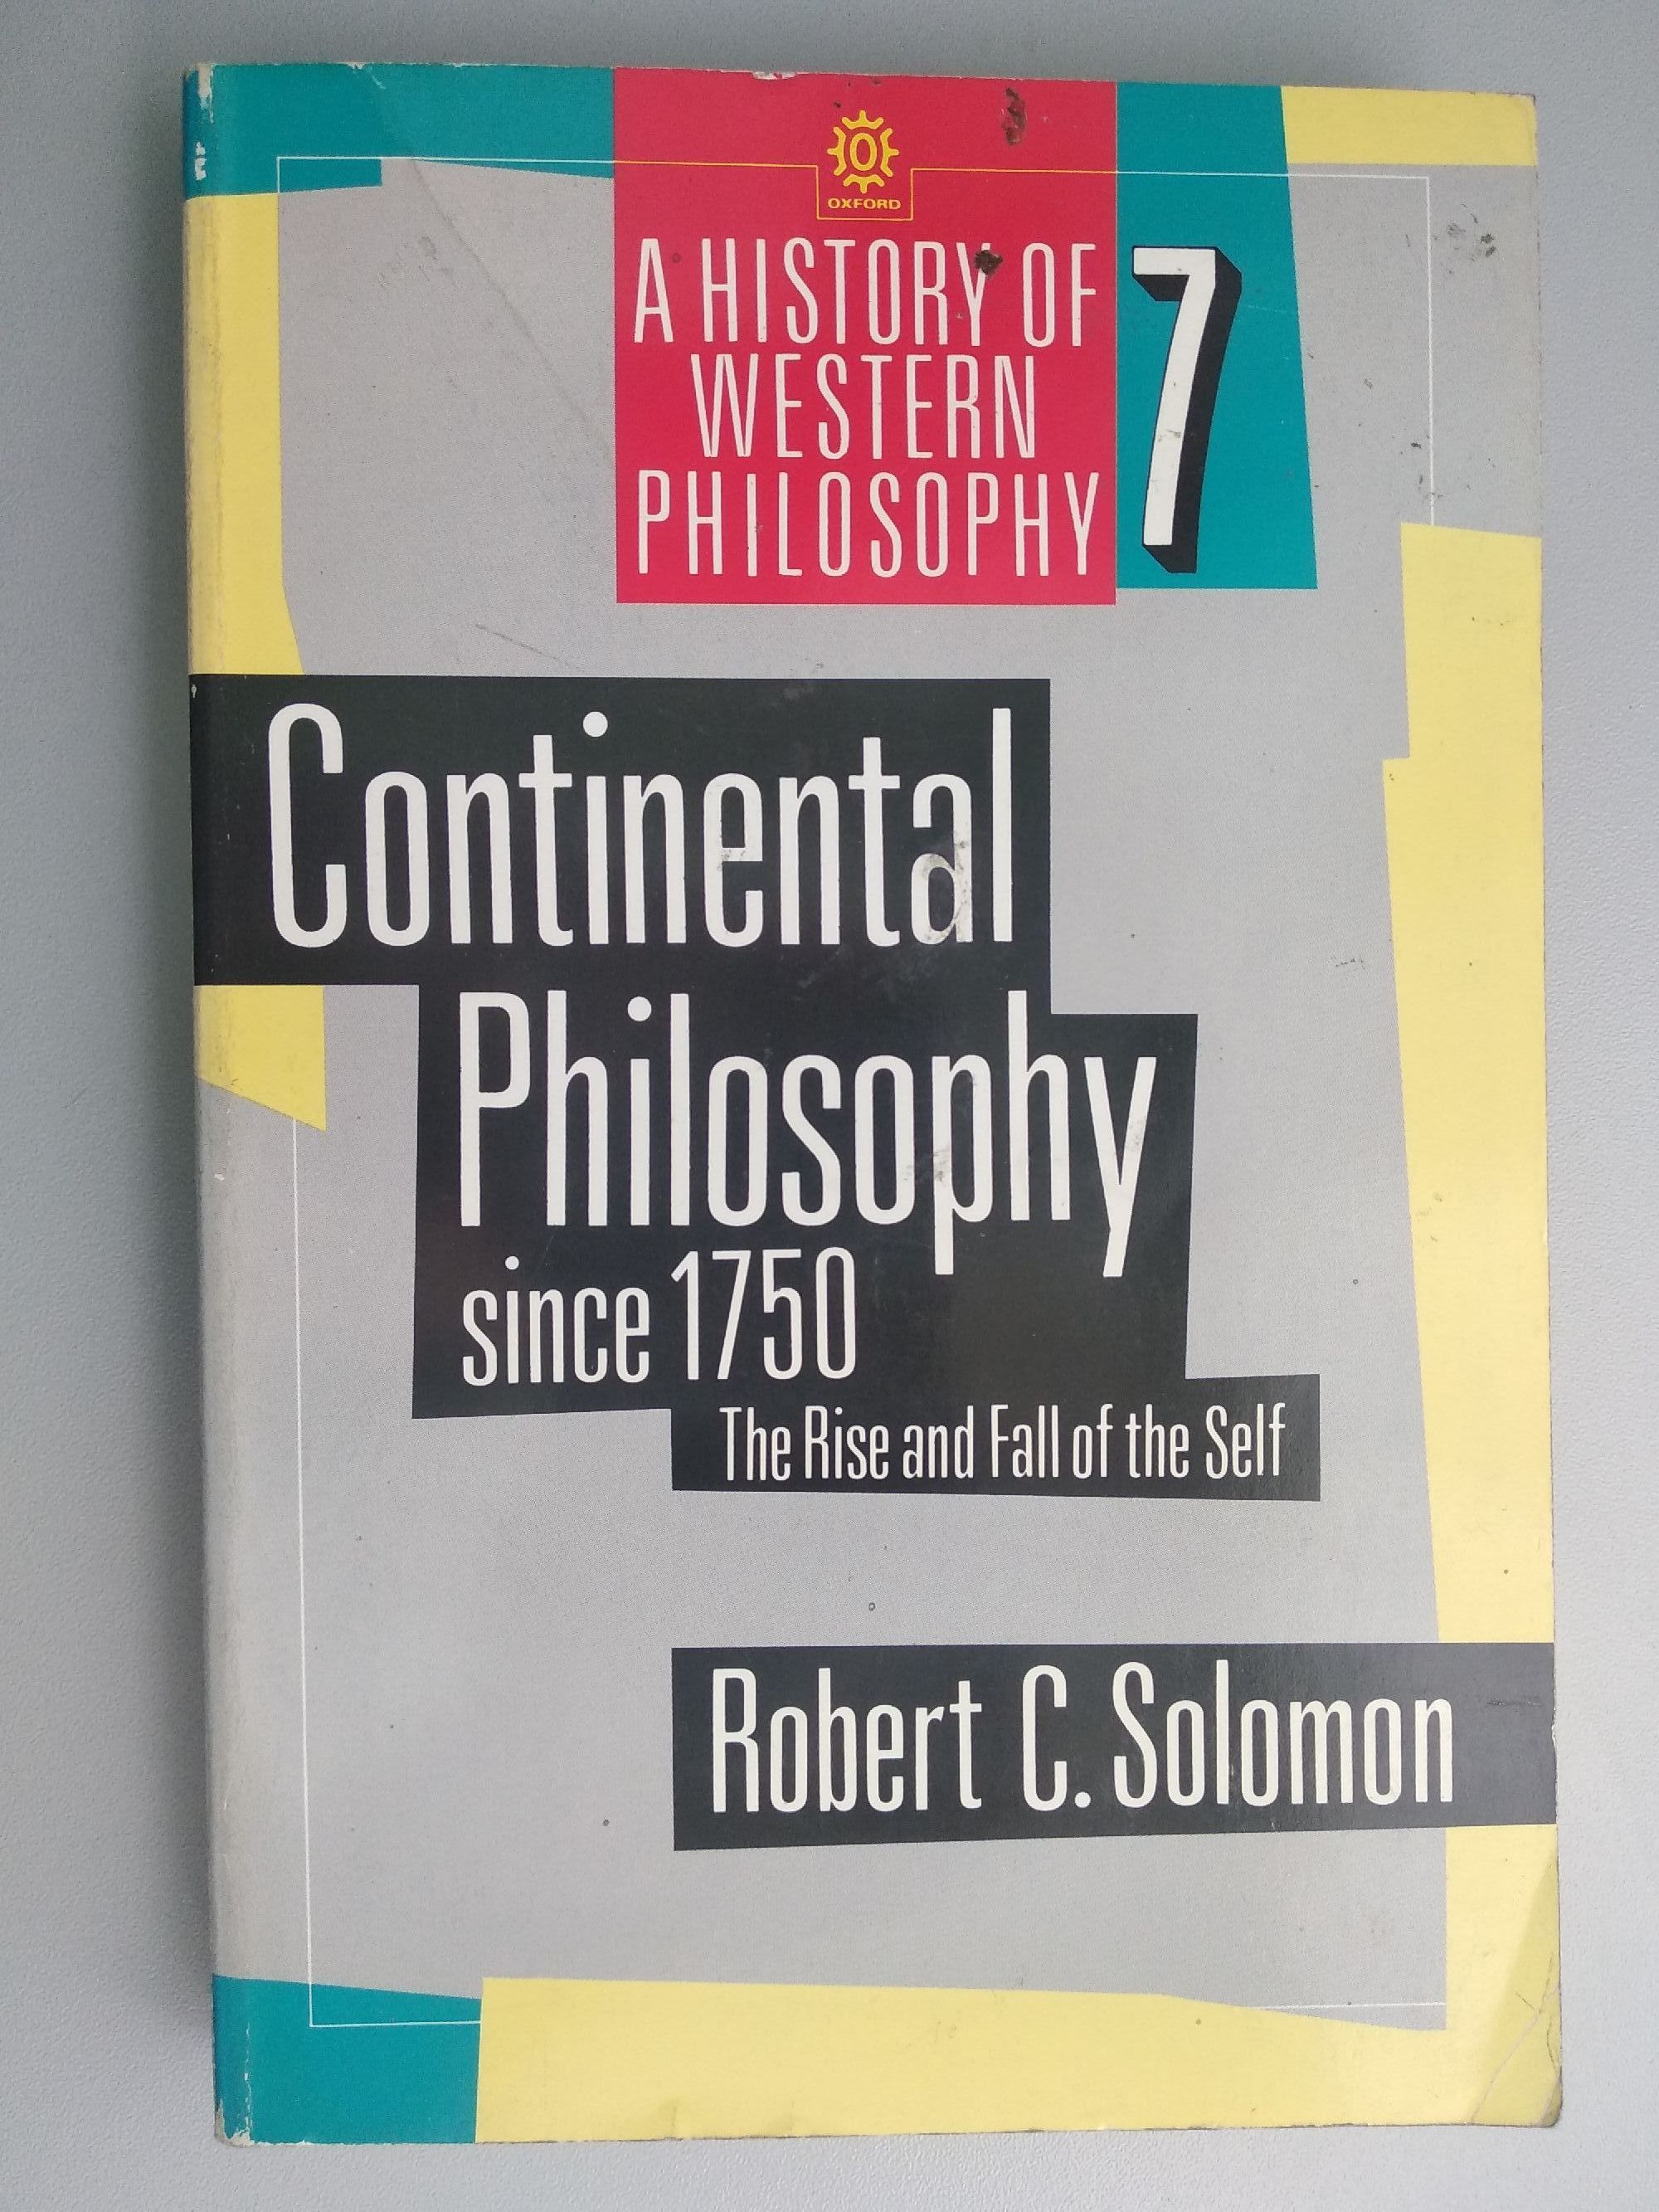 OXFORD
A HISTORY OF
WESTERN
PHILOSOPHY
7
Continental
Philosophy
since 1750
The Rise and Fall of the Self
Robert C. Solomon